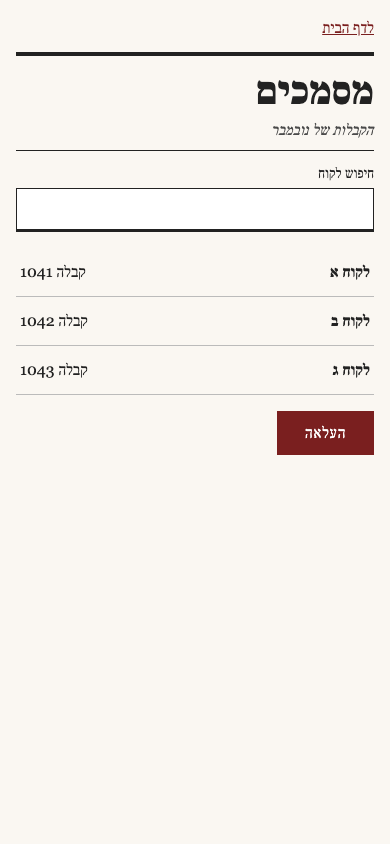 לדף הבית
מסמכים
הקבלות של נובמבר
חיפוש לקוח
לקוח א קבלה 1041
לקוח ב קבלה 1042
לקוח ג קבלה 1043
העלאה